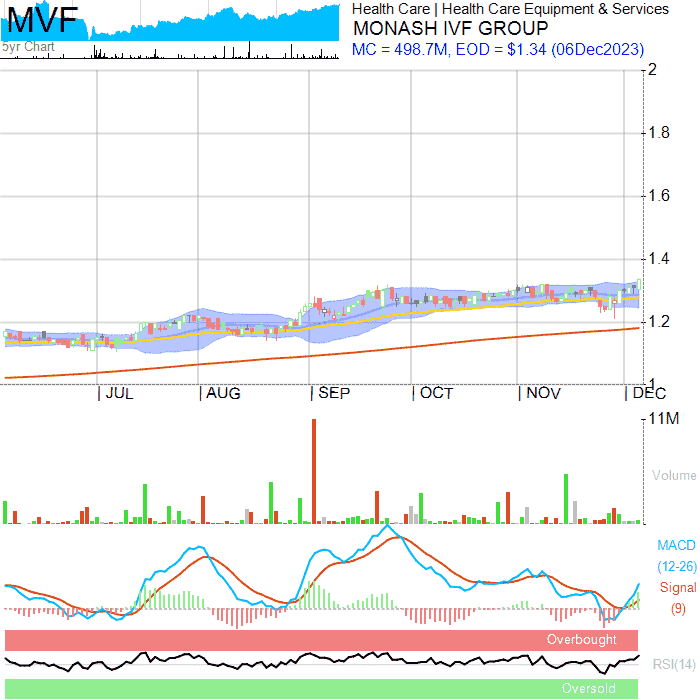 MVF
5yr Chart
Health Care | Health Care Equipment & Services
MONASH IVF GROUP
MC = 498.7M, EOD = $1.34 (06Dec2023)
2
1.8
1.6
1.4
1.2
1
JUL AUG SEP OCT NOV DEC
11M
Volume
MACD
(12-26)
Signal
(9)
Overbought
RSI(14)
Oversold